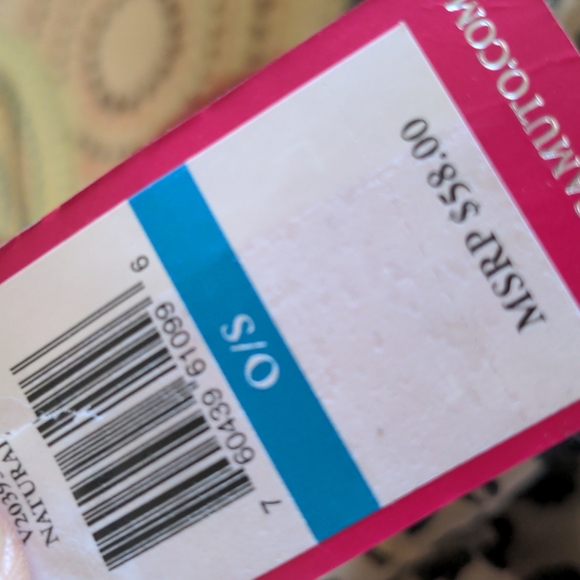 AMUTO.COM
MSRP $58.00
O/S
7 60439 61099 6
NATURAL